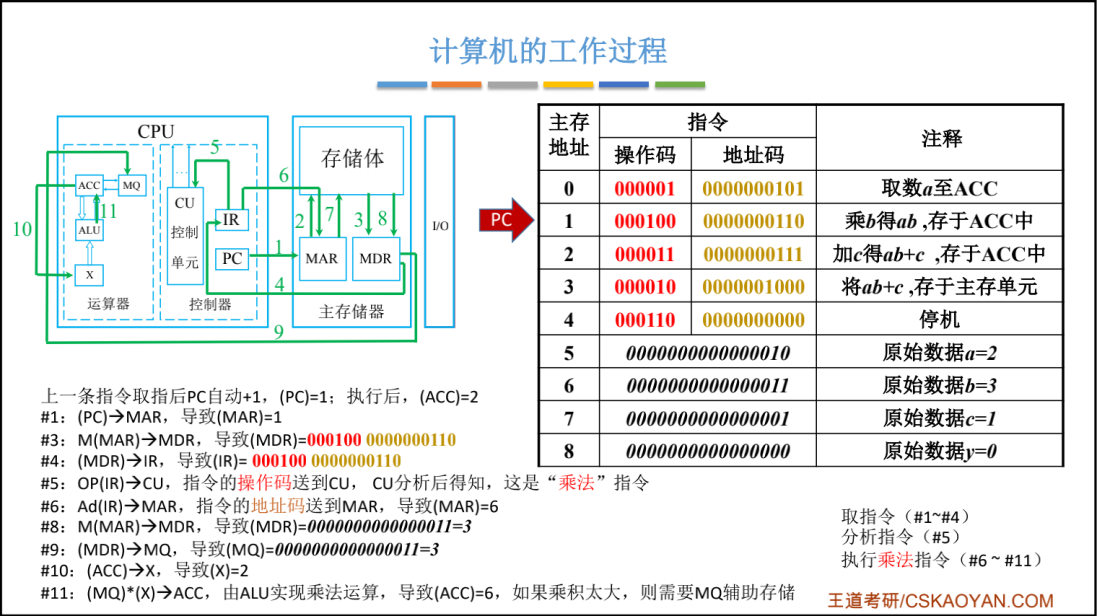 计算机的工作过程
CPU
ACC
MQ
ALU
X
运算器
CU
控制
单元
IR
PC
控制器
存储体
MAR
MDR
主存储器
I/O
1
2
3
4
5
6
7
8
9
10
11
PC
主存地址 指令 注释
操作码 地址码
0 000001 0000000101 取数a至ACC
1 000100 0000000110 乘b得ab ,存于ACC中
2 000011 0000000111 加c得ab+c ,存于ACC中
3 000010 0000001000 将ab+c ,存于主存单元
4 000110 0000000000 停机
5 0000000000000010 原始数据a=2
6 0000000000000011 原始数据b=3
7 0000000000000001 原始数据c=1
8 0000000000000000 原始数据y=0
上一条指令取指后PC自动+1，(PC)=1；执行后，(ACC)=2
#1：(PC)→MAR，导致(MAR)=1
#3：M(MAR)→MDR，导致(MDR)=000100 0000000110
#4：(MDR)→IR，导致(IR)= 000100 0000000110
#5：OP(IR)→CU，指令的操作码送到CU， CU分析后得知，这是“乘法”指令
#6：Ad(IR)→MAR，指令的地址码送到MAR，导致(MAR)=6
#8：M(MAR)→MDR，导致(MDR)=0000000000000011=3
#9：(MDR)→MQ，导致(MQ)=0000000000000011=3
#10：(ACC)→X，导致(X)=2
#11：(MQ)*(X)→ACC，由ALU实现乘法运算，导致(ACC)=6，如果乘积太大，则需要MQ辅助存储
取指令（#1~#4）
分析指令（#5）
执行乘法指令（#6 ~ #11）
王道考研/CSKAOYAN.COM